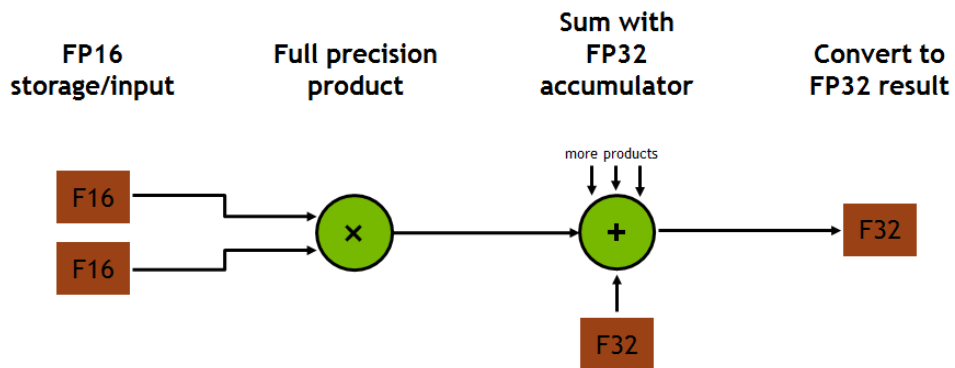 FP16
storage/input
Full precision
product
Sum with
FP32
accumulator
Convert to
FP32 result
more products
F16
F16
×
+
F32
F32